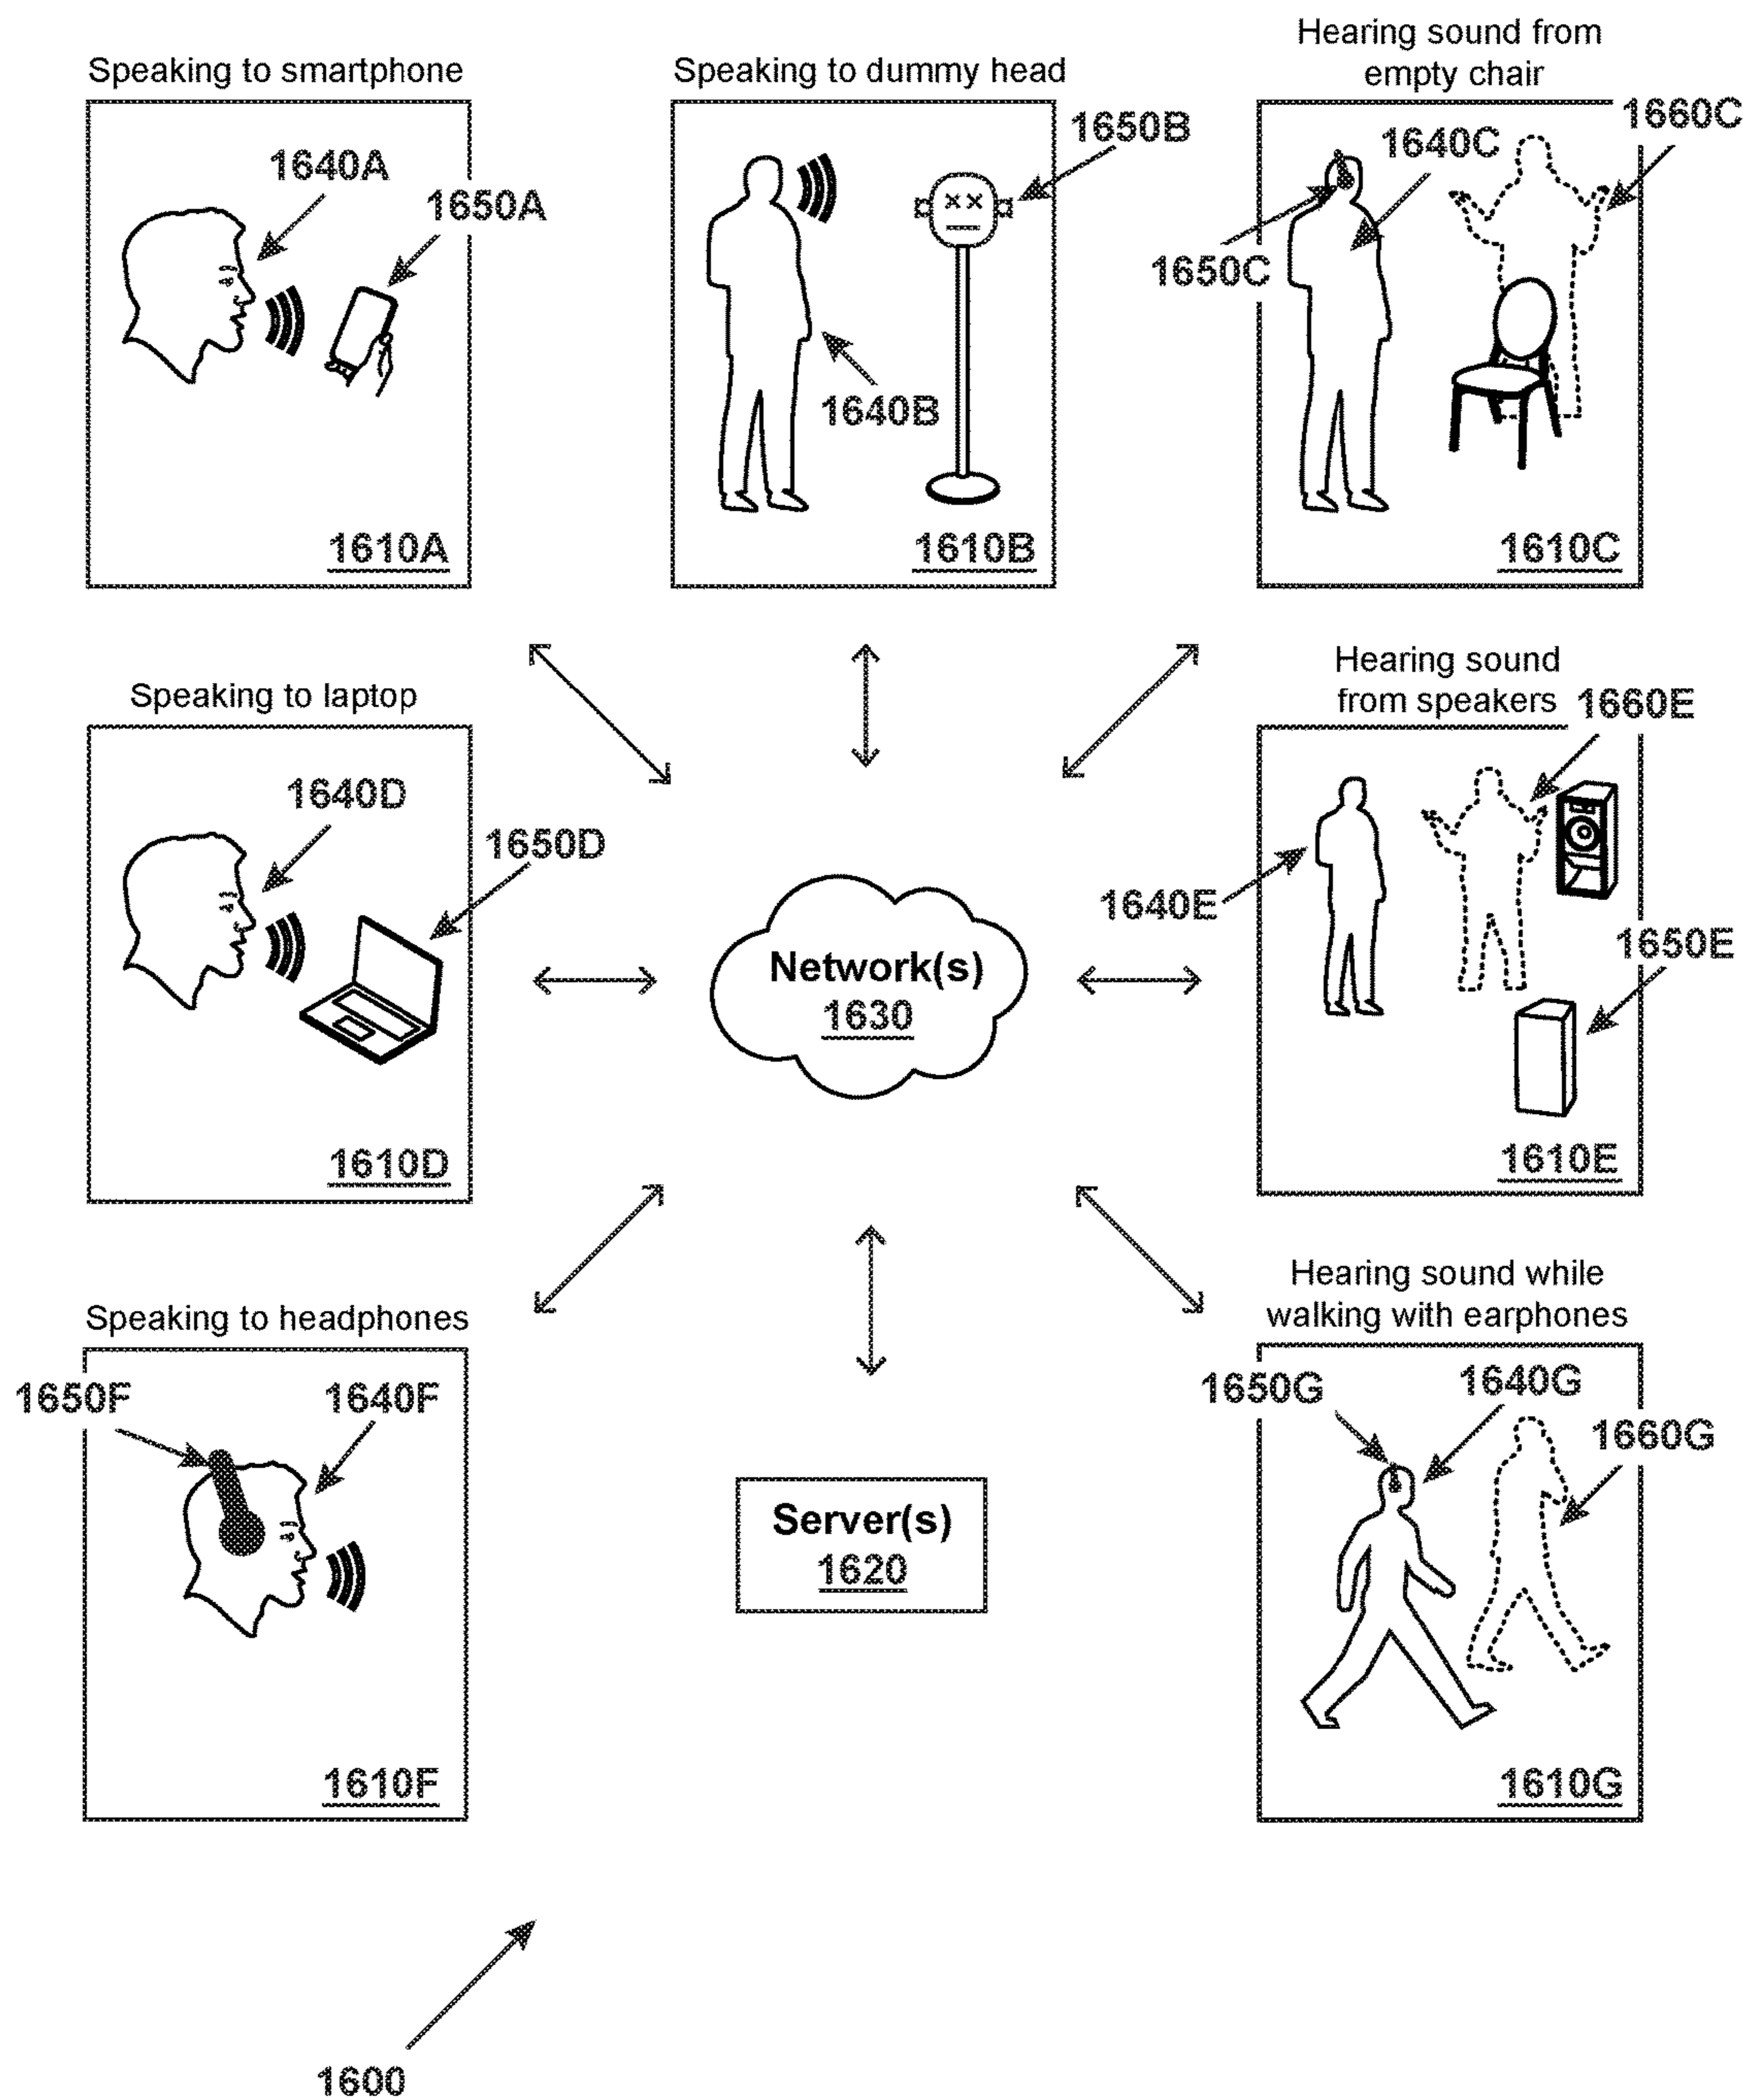 Speaking to smartphone
1640A
1650A
1610A
Speaking to dummy head
1650B
1640B
1610B
Hearing sound from
empty chair
1660C
1640C
1650C
1610C
Speaking to laptop
1640D
1650D
1610D
Network(s)
1630
Hearing sound
from speakers
1660E
1640E
1650E
1610E
Speaking to headphones
1650F
1640F
1610F
Server(s)
1620
Hearing sound while
walking with earphones
1650G
1640G
1660G
1610G
1600